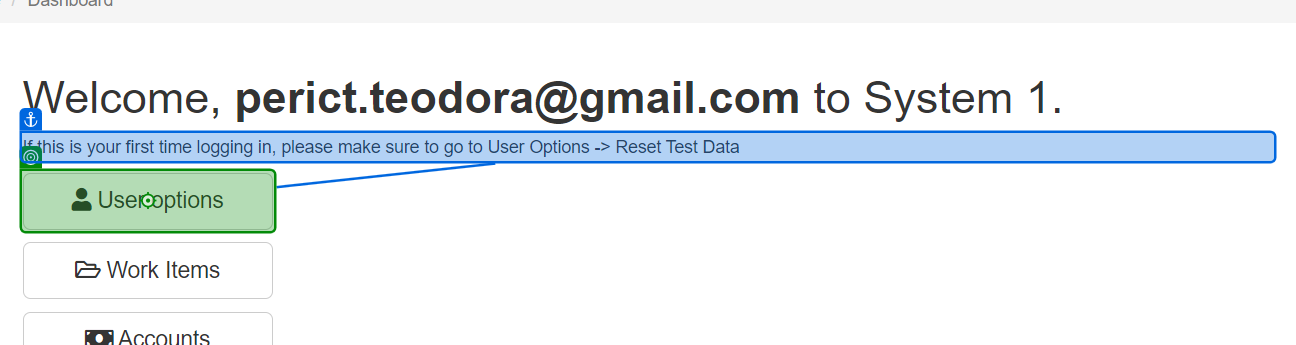 / Dashboard
Welcome, perict.teodora@gmail.com to System 1.
If this is your first time logging in, please make sure to go to User Options -> Reset Test Data
User options
Work Items
Accounts